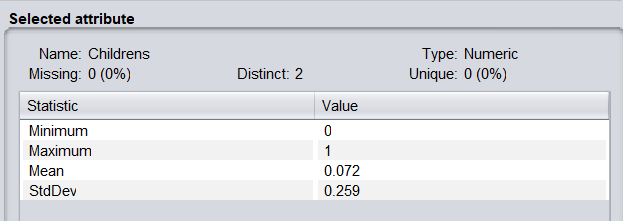 Selected attribute
Name: Childrens Type: Numeric
Missing: 0 (0%) Distinct: 2 Unique: 0 (0%)
Statistic Value
Minimum 0
Maximum 1
Mean 0.072
StdDev 0.259